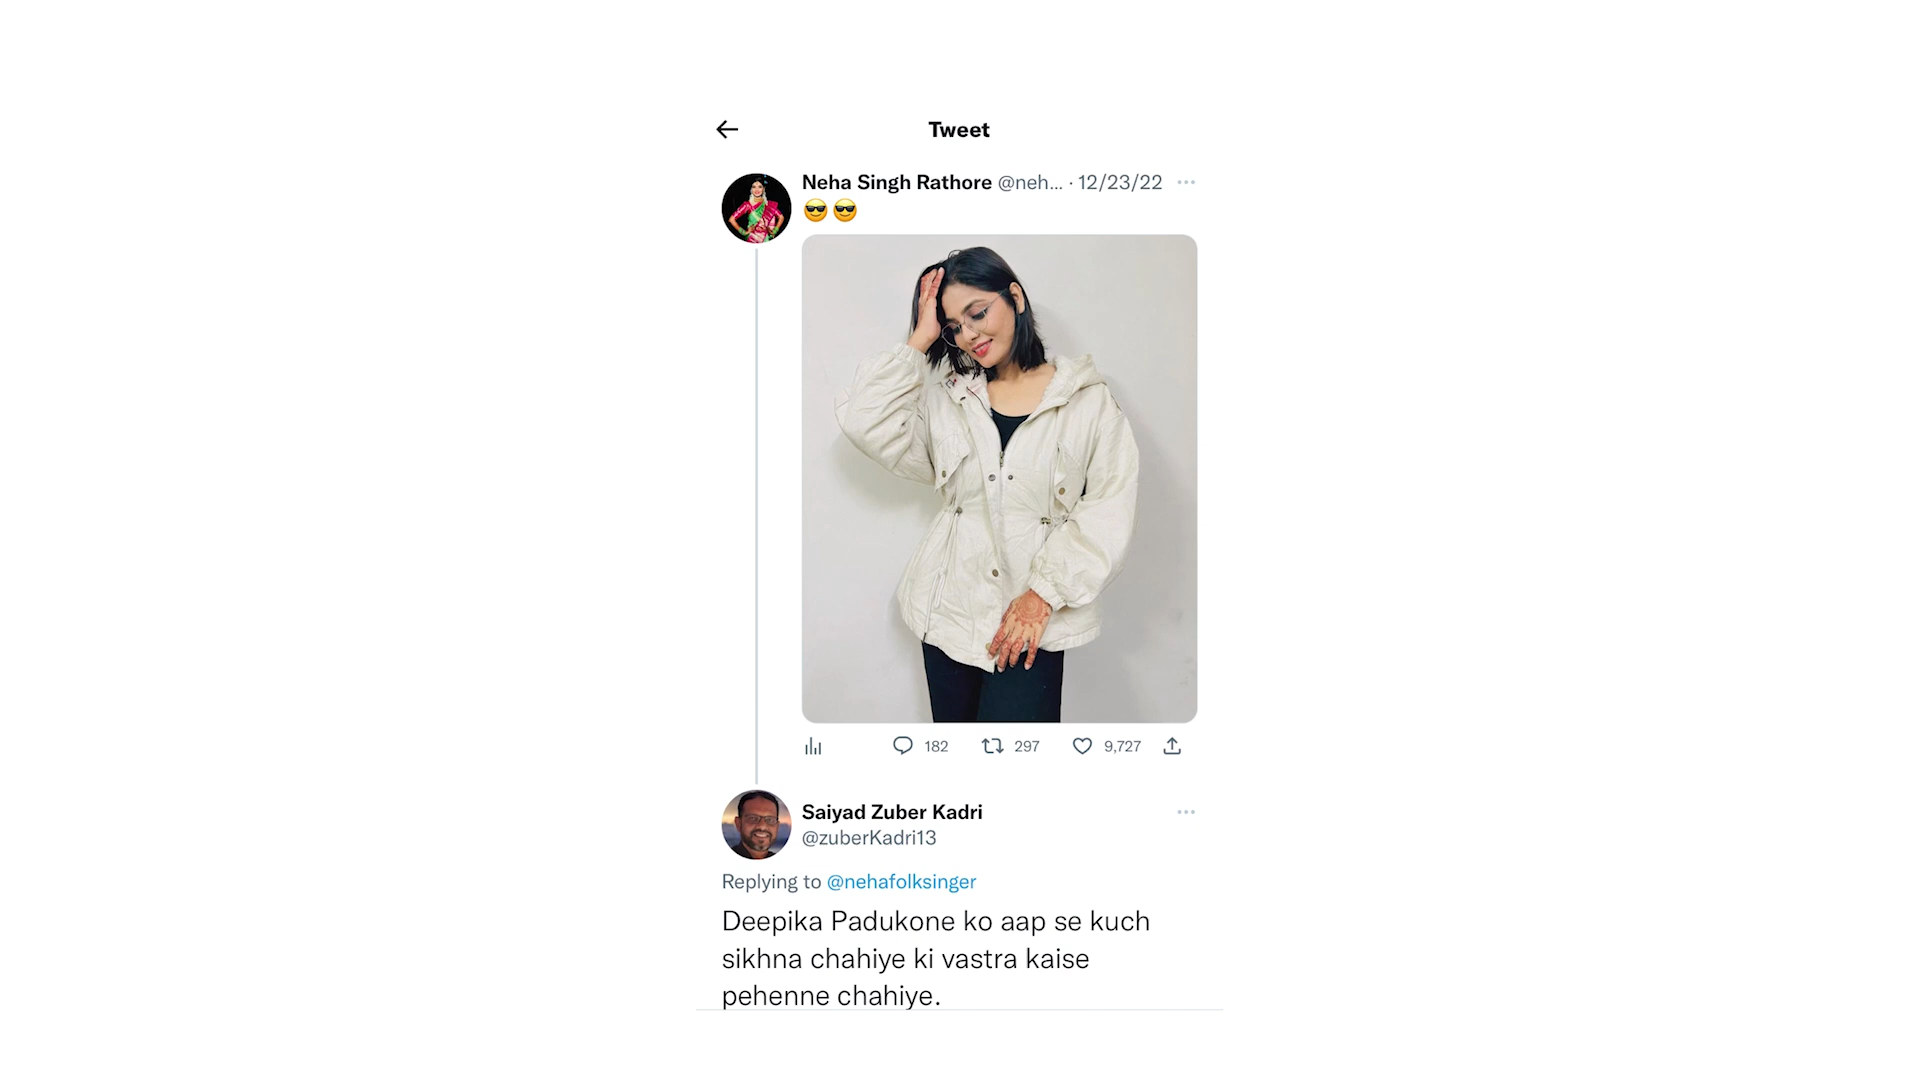 Tweet
Neha Singh Rathore @neh... · 12/23/22
😎😎
182 297 9,727
Saiyad Zuber Kadri
@zuberKadri13
Replying to @nehafolksinger
Deepika Padukone ko aap se kuch
sikhna chahiye ki vastra kaise
pehenne chahiye.